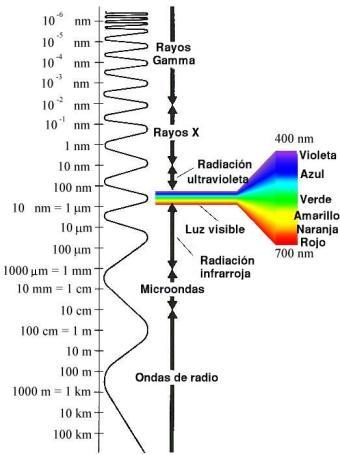 10⁻⁶ nm
10⁻⁵ nm
10⁻⁴ nm
10⁻³ nm
10⁻² nm
10⁻¹ nm
1 nm
10 nm
100 nm
10 nm = 1 µm
10 µm
100 µm
1000 µm = 1 mm
10 mm = 1 cm
10 cm
100 cm = 1 m
10 m
100 m
1000 m = 1 km
10 km
100 km
Rayos
Gamma
Rayos X
Radiación
ultravioleta
Luz visible
Radiación
infrarroja
Microondas
Ondas de radio
400 nm
Violeta
Azul
Verde
Amarillo
Naranja
Rojo
700 nm